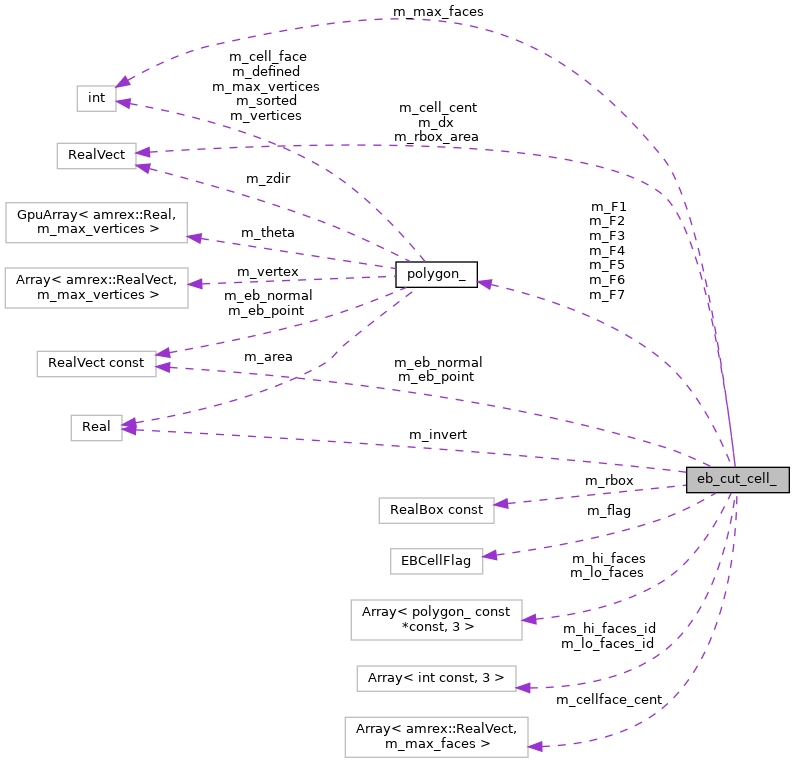 m_max_faces
m_cell_face
m_defined
m_max_vertices
m_sorted
m_vertices
int
m_cell_cent
m_dx
m_rbox_area
RealVect
m_zdir
GpuArray< amrex::Real,
m_max_vertices >
m_theta
m_F1
m_F2
m_F3
m_F4
m_F5
m_F6
m_F7
Array< amrex::RealVect,
m_max_vertices >
m_vertex
polygon_
m_eb_normal
m_eb_point
RealVect const
m_area
m_eb_normal
m_eb_point
Real
m_invert
eb_cut_cell_
m_rbox
RealBox const
m_flag
EBCellFlag
m_hi_faces
m_lo_faces
Array< polygon_ const
*const, 3 >
m_hi_faces_id
m_lo_faces_id
Array< int const, 3 >
m_cellface_cent
Array< amrex::RealVect,
m_max_faces >